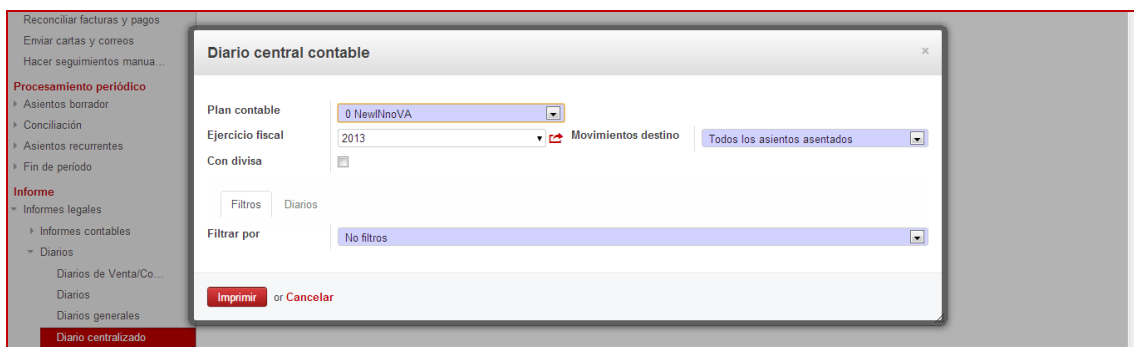 Reconciliar facturas y pagos
Enviar cartas y correos
Hacer seguimientos manua...
Procesamiento periódico
Asientos borrador
Conciliación
Asientos recurrentes
Fin de período
Informe
Informes legales
Informes contables
Diarios
Diarios de Venta/Co...
Diarios
Diarios generales
Diario centralizado
Diario central contable ×
Plan contable 0 NewINnoVA
Ejercicio fiscal 2013 Movimientos destino Todos los asientos asentados
Con divisa
Filtros Diarios
Filtrar por No filtros
Imprimir or Cancelar